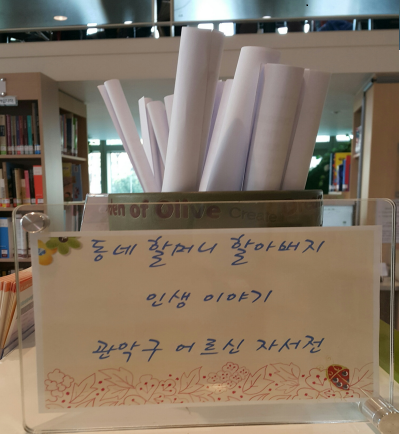 of Olive
동네 할머니 할아버지
인생 이야기
관악구 어르신 자서전